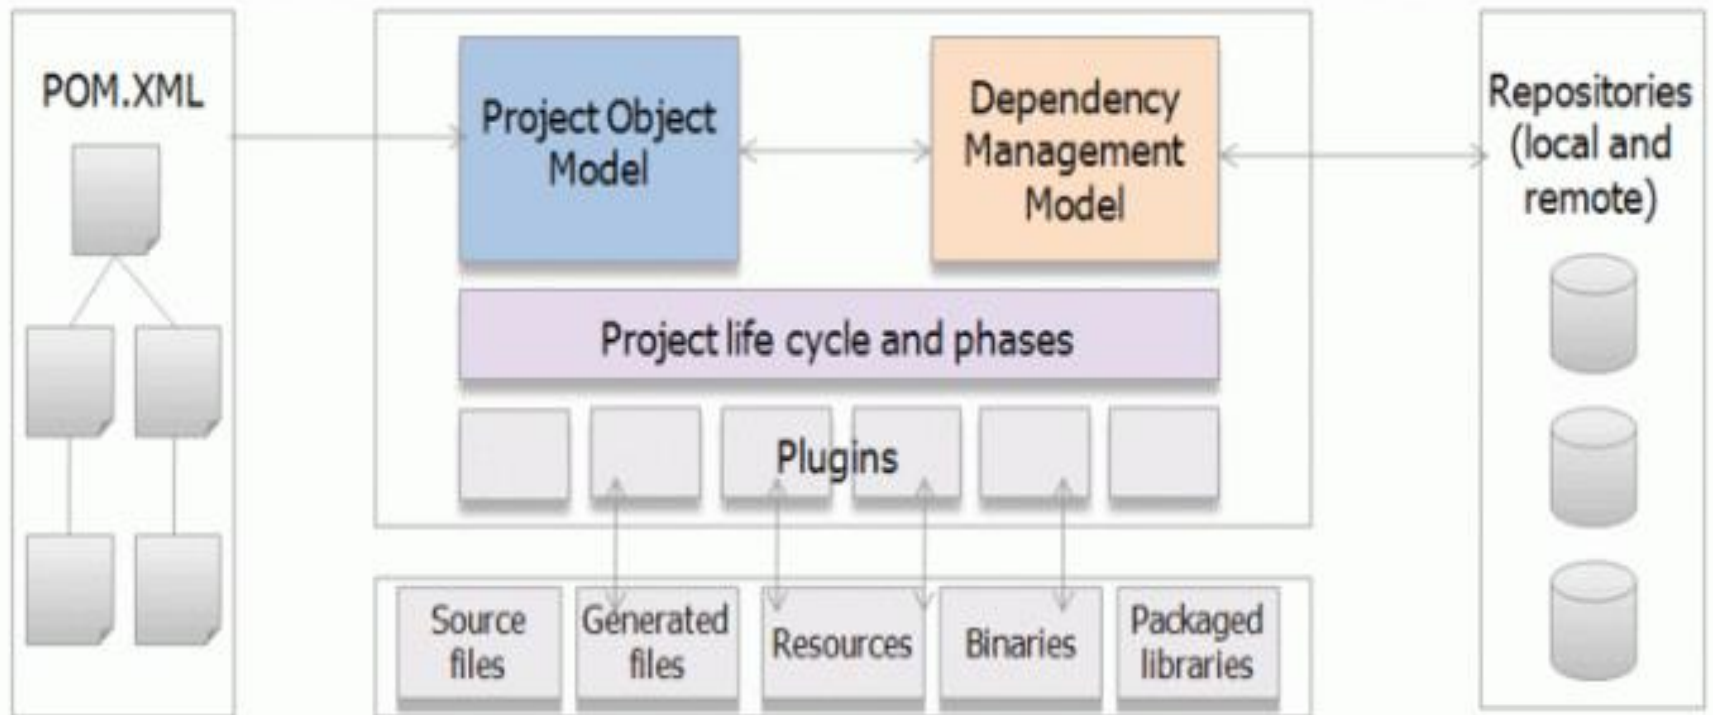 POM.XML
Project Object
Model
Dependency
Management
Model
Repositories
(local and
remote)
Project life cycle and phases
Plugins
Source
files
Generated
files
Resources
Binaries
Packaged
libraries